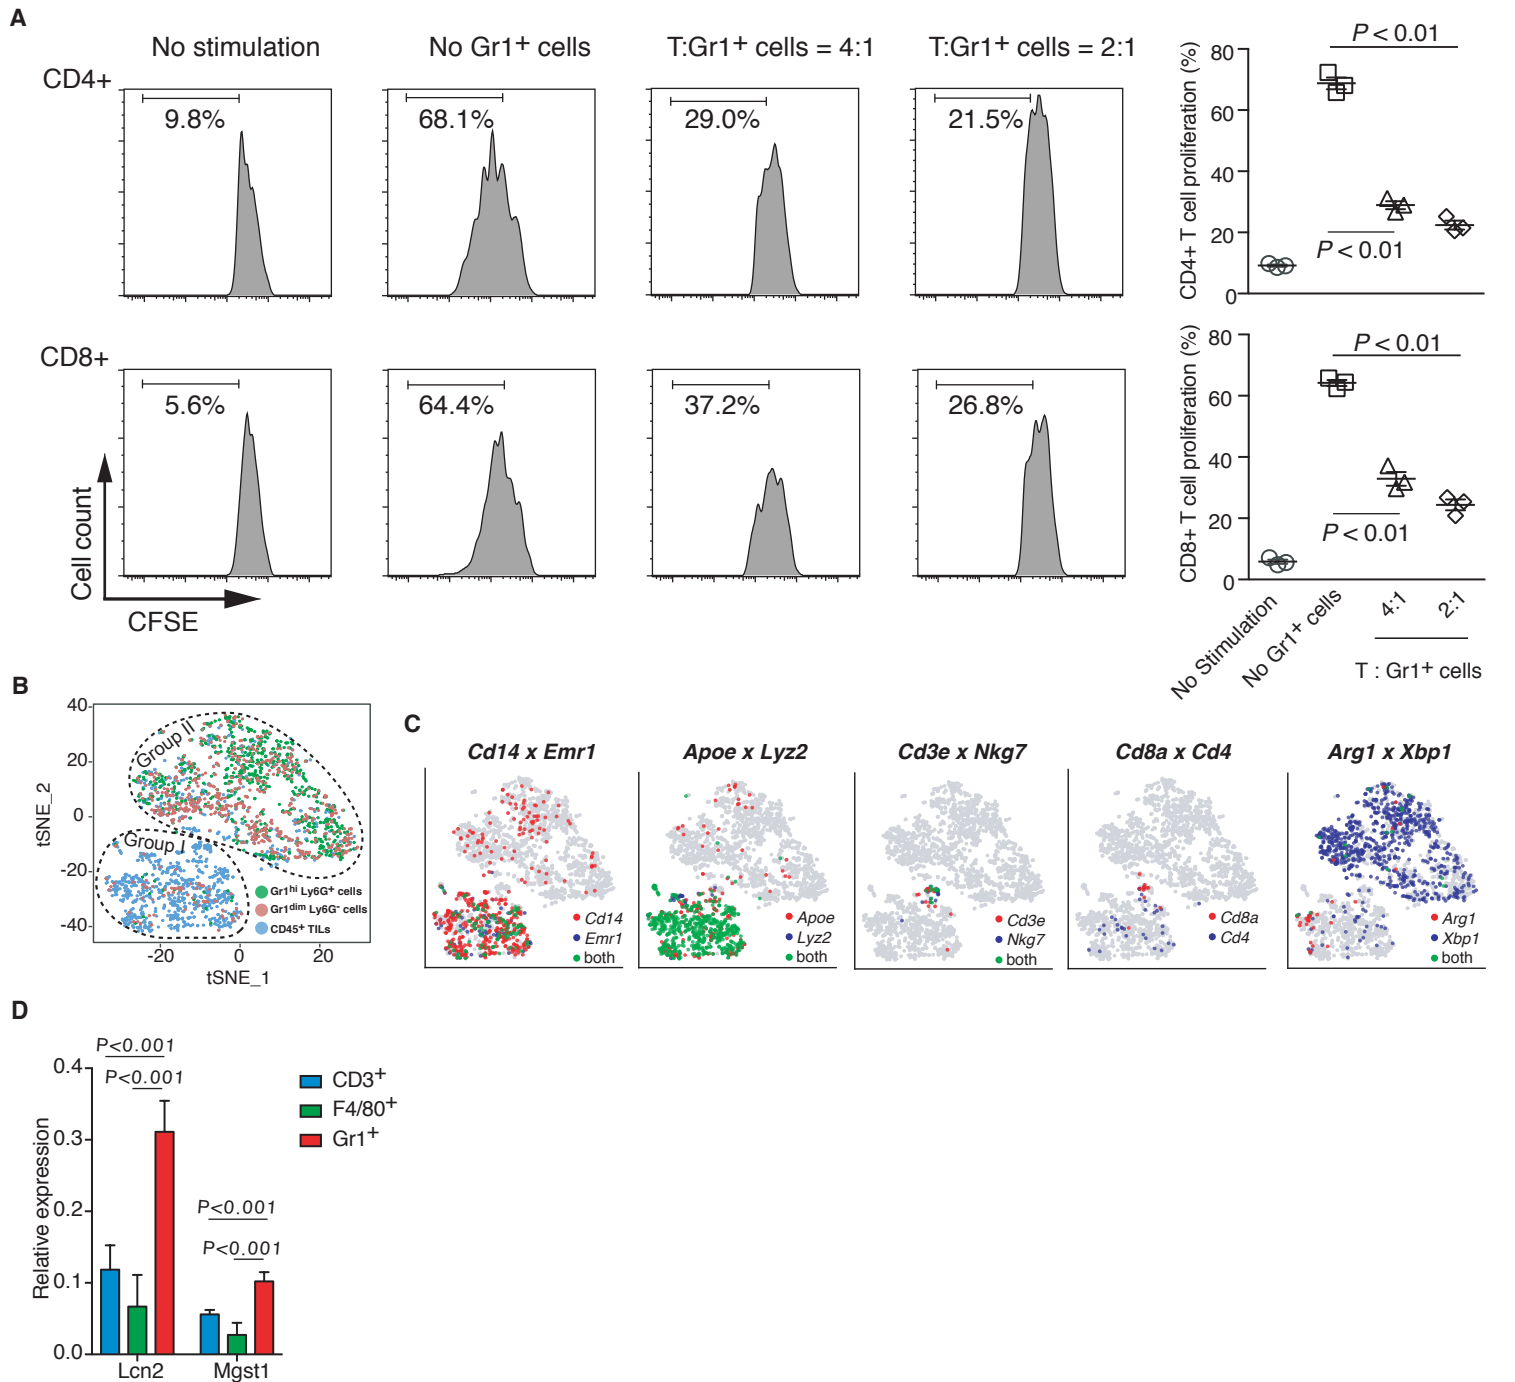 A
No stimulation
No Gr1+ cells
T:Gr1+ cells = 4:1
T:Gr1+ cells = 2:1
CD4+
9.8%
68.1%
29.0%
21.5%
CD4+ T cell proliferation (%)
80
60
40
20
0
P < 0.01
P < 0.01
CD8+
5.6%
64.4%
37.2%
26.8%
Cell count
CFSE
CD8+ T cell proliferation (%)
80
60
40
20
0
P < 0.01
P < 0.01
No Stimulation
No Gr1+ cells
4:1
2:1
T : Gr1+ cells
B
tSNE_2
40
20
0
-20
-40
Group II
Group I
Gr1hi Ly6G+ cells
Gr1dim Ly6G- cells
CD45+ TILs
-20
0
20
tSNE_1
C
Cd14 x Emr1
Cd14
Emr1
both
Apoe x Lyz2
Apoe
Lyz2
both
Cd3e x Nkg7
Cd3e
Nkg7
both
Cd8a x Cd4
Cd8a
Cd4
Arg1 x Xbp1
Arg1
Xbp1
both
D
Relative expression
0.4
0.3
0.2
0.1
0.0
P<0.001
P<0.001
P<0.001
P<0.001
CD3+
F4/80+
Gr1+
Lcn2
Mgst1